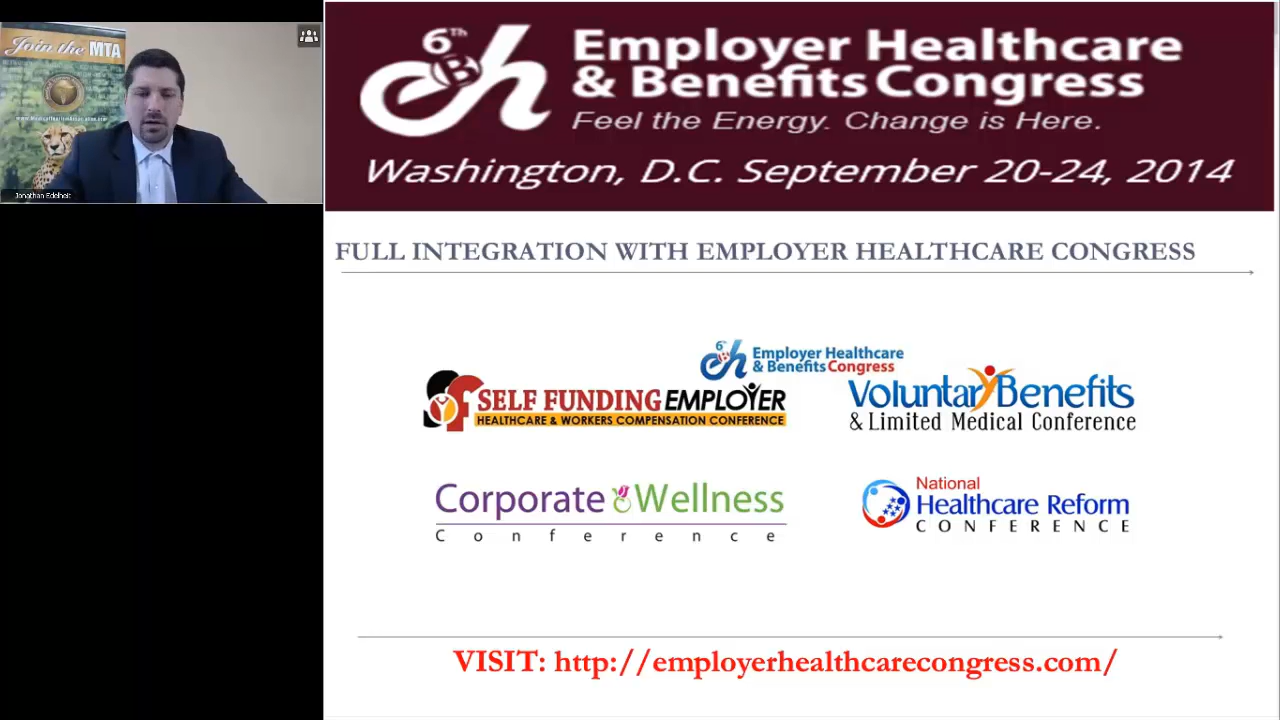 Join the MTA
Jonathan Edelheit
6Th
ehB
Employer Healthcare
& Benefits Congress
Feel the Energy. Change is Here.
Washington, D.C. September 20-24, 2014
FULL INTEGRATION WITH EMPLOYER HEALTHCARE CONGRESS
Employer Healthcare
& Benefits Congress
SELF FUNDING EMPLOYER
HEALTHCARE & WORKERS COMPENSATION CONFERENCE
Voluntary Benefits
& Limited Medical Conference
Corporate Wellness
Conference
National
Healthcare Reform
CONFERENCE
VISIT: http://employerhealthcarecongress.com/